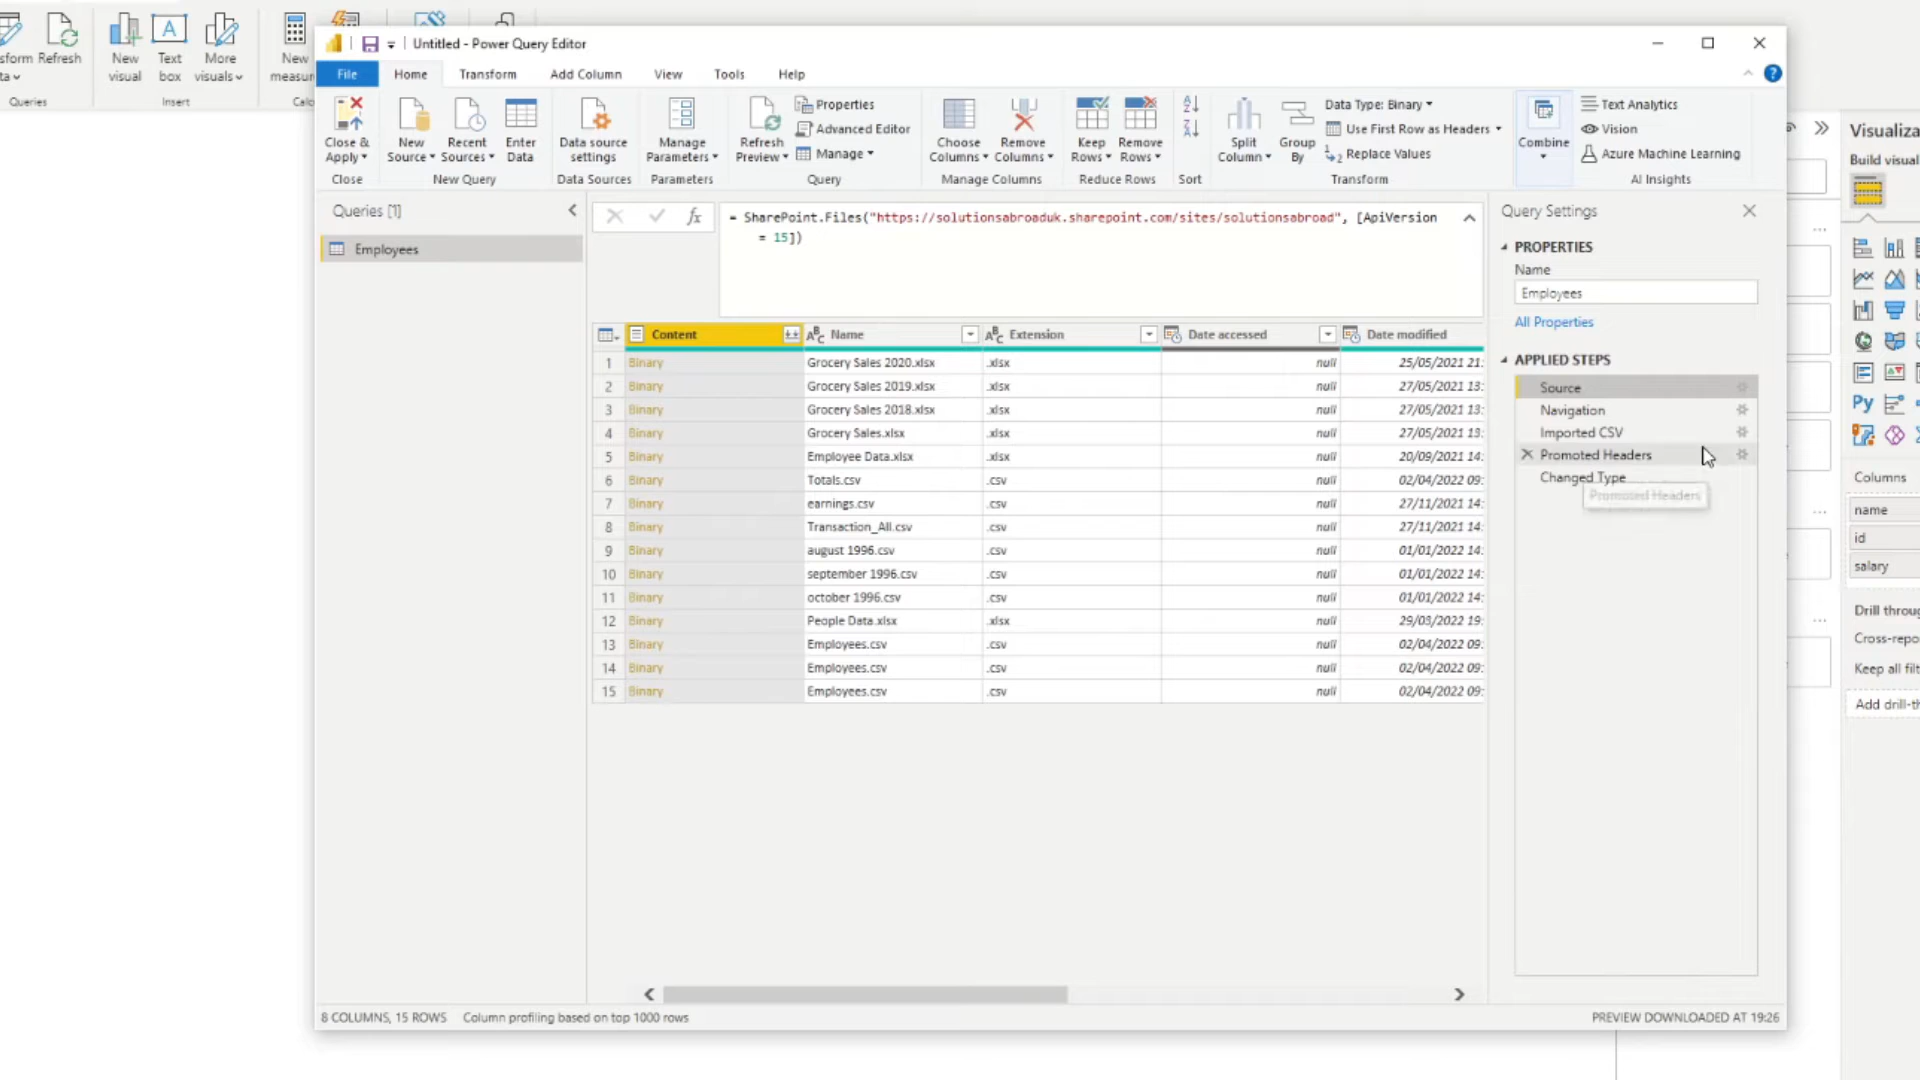 Untitled - Power Query Editor
Refresh
New visual
Text box
More visuals
New
Queries
Insert
File
Home
Transform
Add Column
View
Tools
Help
Close & Apply
New Source
Recent Sources
Enter Data
Data source settings
Manage Parameters
Refresh Preview
Properties
Advanced Editor
Manage
Choose Columns
Remove Columns
Keep Rows
Remove Rows
Split Column
Group By
Data Type: Binary
Use First Row as Headers
Replace Values
Combine
Text Analytics
Vision
Azure Machine Learning
Close
New Query
Data Sources
Parameters
Query
Manage Columns
Reduce Rows
Sort
Transform
AI Insights
Queries [1]
Employees
fx
= SharePoint.Files("https://solutionsabroaduk.sharepoint.com/sites/solutionsabroad", [ApiVersion
= 15])
Content Name Extension Date accessed Date modified
1 Binary Grocery Sales 2020.xlsx .xlsx null 25/05/2021 21:
2 Binary Grocery Sales 2019.xlsx .xlsx null 27/05/2021 13:
3 Binary Grocery Sales 2018.xlsx .xlsx null 27/05/2021 13:
4 Binary Grocery Sales.xlsx .xlsx null 27/05/2021 13:
5 Binary Employee Data.xlsx .xlsx null 20/09/2021 14:
6 Binary Totals.csv .csv null 02/04/2022 09:
7 Binary earnings.csv .csv null 27/11/2021 14:
8 Binary Transaction_All.csv .csv null 27/11/2021 14:
9 Binary august 1996.csv .csv null 01/01/2022 14:
10 Binary september 1996.csv .csv null 01/01/2022 14:
11 Binary october 1996.csv .csv null 01/01/2022 14:
12 Binary People Data.xlsx .xlsx null 29/03/2022 19:
13 Binary Employees.csv .csv null 02/04/2022 09:
14 Binary Employees.csv .csv null 02/04/2022 09:
15 Binary Employees.csv .csv null 02/04/2022 09:
Query Settings
PROPERTIES
Name
Employees
All Properties
APPLIED STEPS
Source
Navigation
Imported CSV
Promoted Headers
Changed Type
Promoted Headers
8 COLUMNS, 15 ROWS
Column profiling based on top 1000 rows
PREVIEW DOWNLOADED AT 19:26
Build visual
Py
Columns
name
id
salary
Keep all